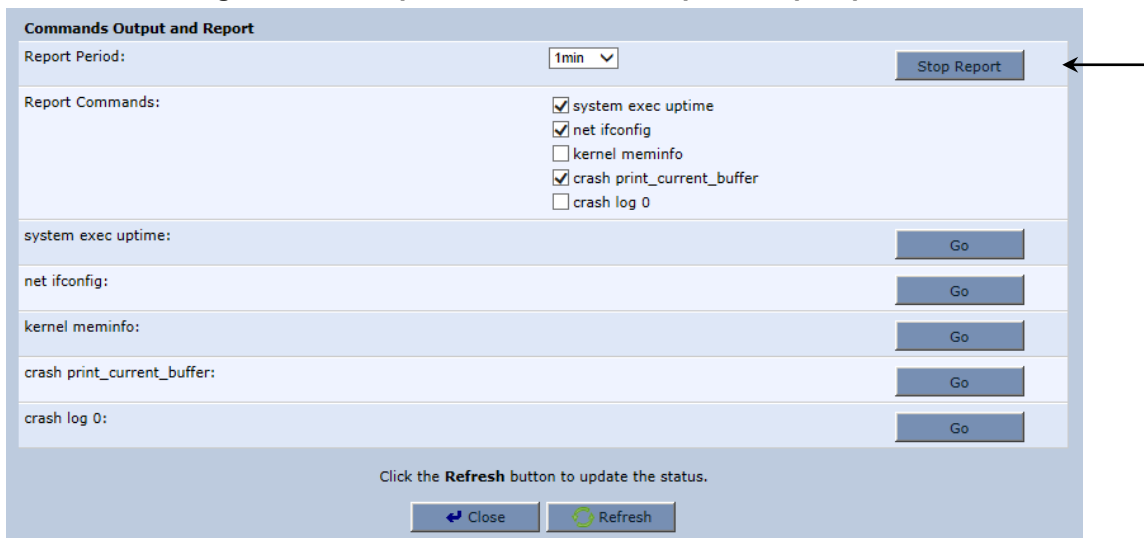 Commands Output and Report
Report Period:
1min
Stop Report
Report Commands:
system exec uptime
net ifconfig
kernel meminfo
crash print_current_buffer
crash log 0
system exec uptime:
Go
net ifconfig:
Go
kernel meminfo:
Go
crash print_current_buffer:
Go
crash log 0:
Go
Click the Refresh button to update the status.
Close
Refresh